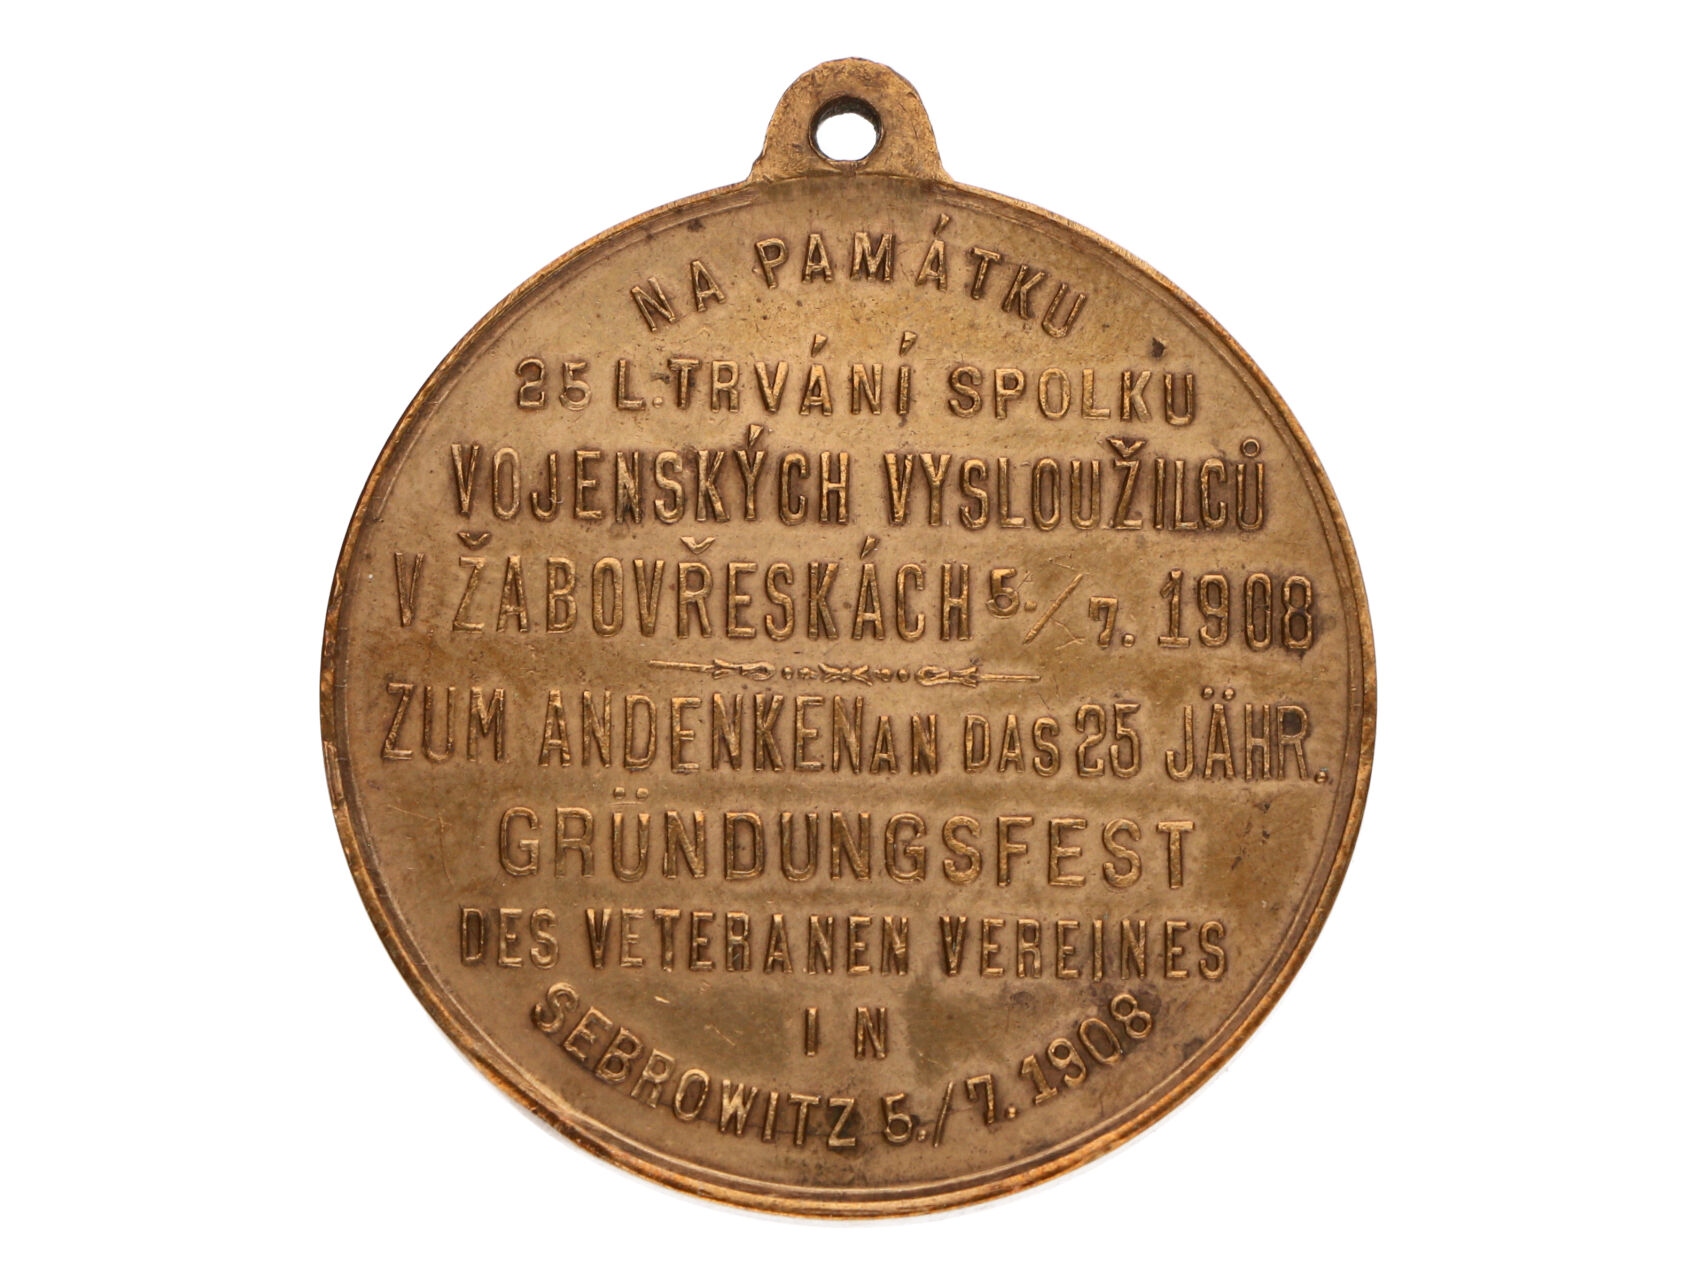 NA PAMÁTKU
25 L. TRVÁNÍ SPOLKU
VOJENSKÝCH VYSLOUŽILCŮ
V ŽABOVŘESKÁCH 5./7. 1908
ZUM ANDENKEN AN DAS 25 JÄHR.
GRÜNDUNGSFEST
DES VETERANEN VEREINES
IN
SEBROWITZ 5./7. 1908